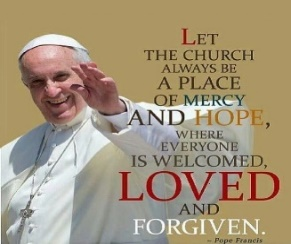 LET
THE CHURCH
ALWAYS BE
A PLACE
OF MERCY
AND HOPE,
WHERE
EVERYONE
IS WELCOMED,
LOVED
AND
FORGIVEN.
~ Pope Francis